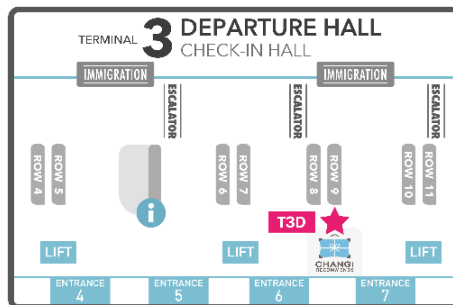 TERMINAL 3 DEPARTURE HALL
CHECK-IN HALL
IMMIGRATION
IMMIGRATION
ESCALATOR
ESCALATOR
ESCALATOR
ROW 4
ROW 5
i
ROW 6
ROW 7
ROW 8
ROW 9
ROW 10
ROW 11
T3D
LIFT
LIFT
CHANGI
RECOMMENDS
LIFT
ENTRANCE
4
ENTRANCE
5
ENTRANCE
6
ENTRANCE
7